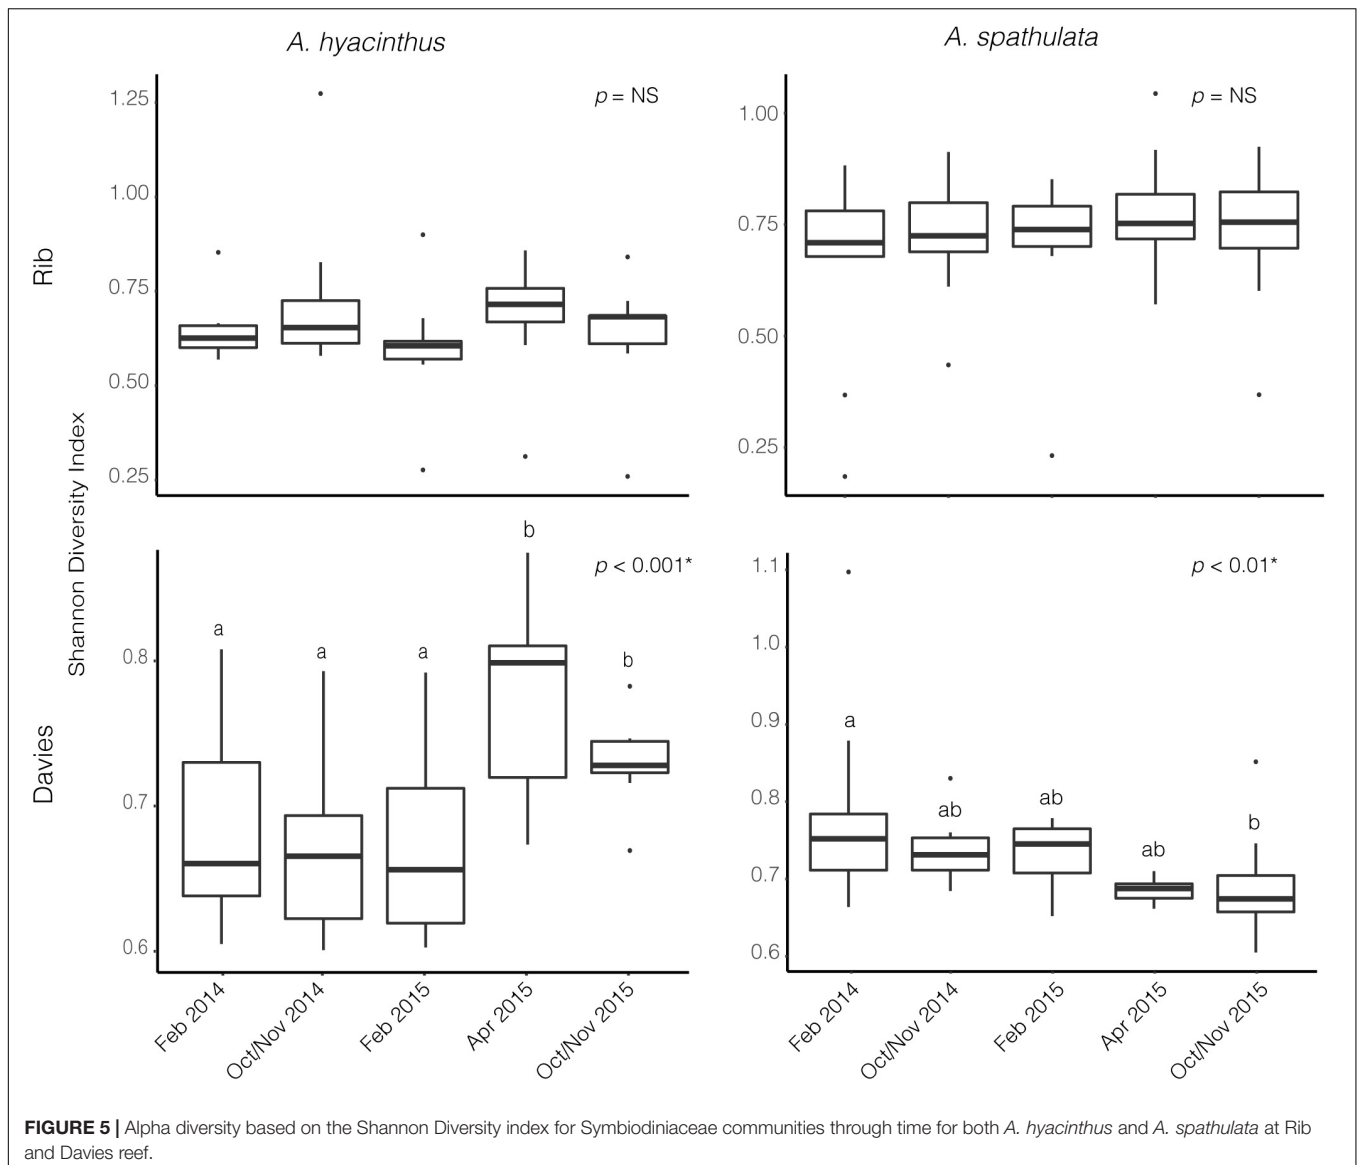 A. hyacinthus
A. spathulata
Rib
Davies
Shannon Diversity Index
1.25
1.00
0.75
0.50
0.25
p = NS
1.00
0.75
0.50
0.25
p = NS
0.8
0.7
0.6
a
a
a
b
b
p < 0.001*
1.1
1.0
0.9
0.8
0.7
0.6
a
ab
ab
ab
b
p < 0.01*
Feb 2014
Oct/Nov 2014
Feb 2015
Apr 2015
Oct/Nov 2015
Feb 2014
Oct/Nov 2014
Feb 2015
Apr 2015
Oct/Nov 2015
FIGURE 5 | Alpha diversity based on the Shannon Diversity index for Symbiodiniaceae communities through time for both A. hyacinthus and A. spathulata at Rib
and Davies reef.